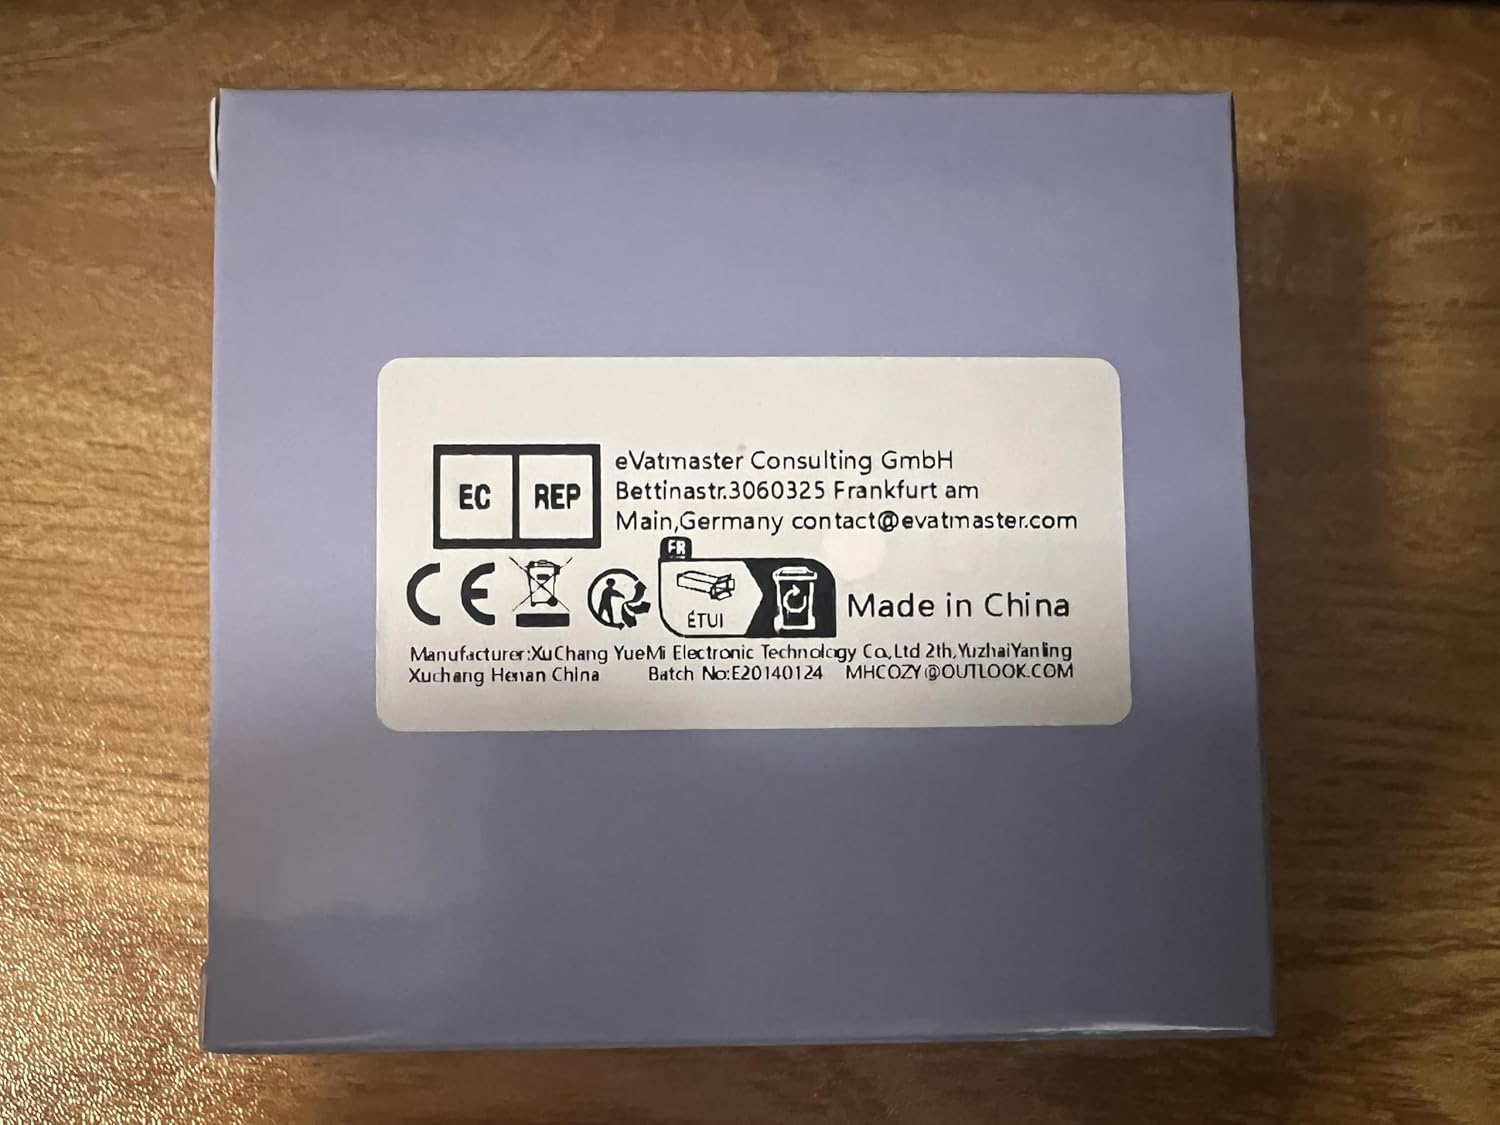 EC REP
eVatmaster Consulting GmbH
Bettinastr.3060325 Frankfurt am
Main,Germany contact@evatmaster.com
FR
CE
ÉTUI
Made in China
Manufacturer:XuChang YueMi Electronic Technology Co,Ltd 2th,YuzhaiYanling
Xuchang Henan China Batch No:E20140124 MHCOZY@OUTLOOK.COM